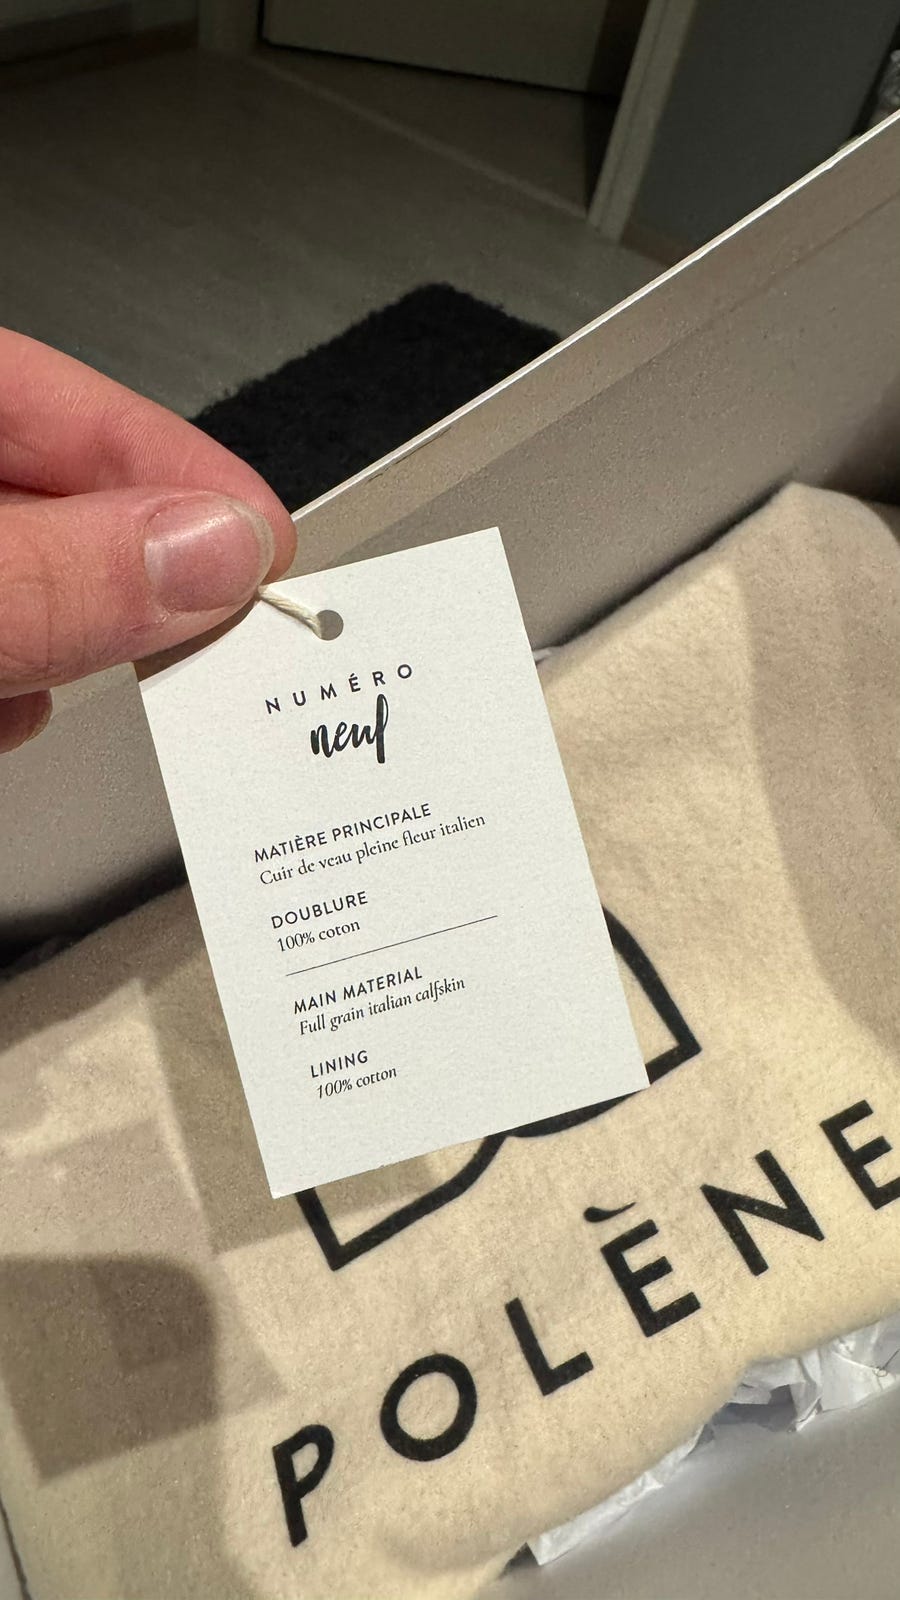 NUMÉRO
neuf
MATIÈRE PRINCIPALE
Cuir de veau pleine fleur italien
DOUBLURE
100% coton
MAIN MATERIAL
Full grain italian calfskin
LINING
100% cotton
POLÈNE